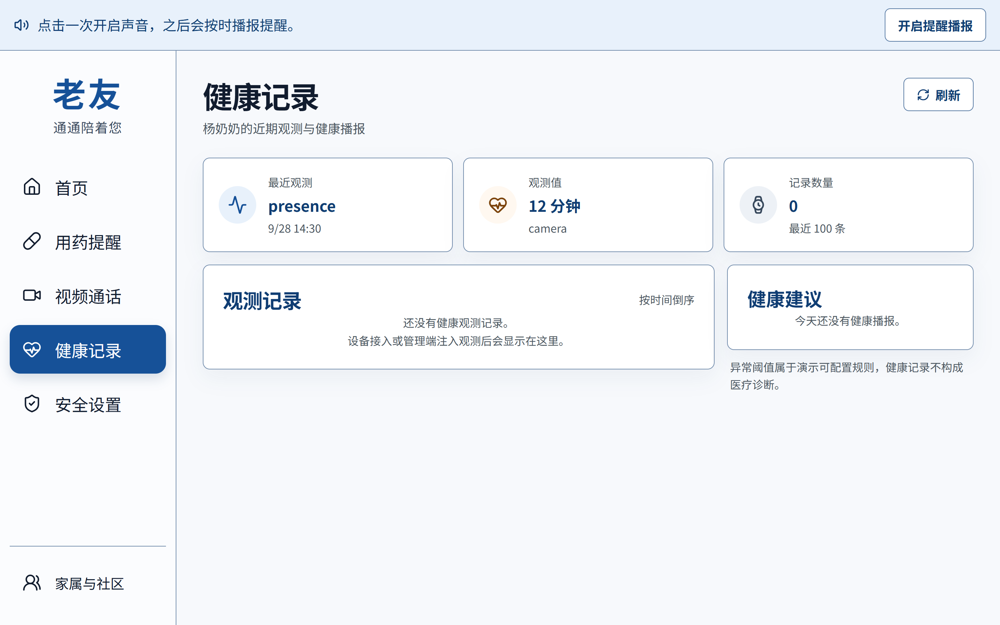 点击一次开启声音，之后会按时播报提醒。
开启提醒播报
老友
通通陪着您
首页
用药提醒
视频通话
健康记录
安全设置
家属与社区
健康记录
杨奶奶的近期观测与健康播报
刷新
最近观测
presence
9/28 14:30
观测值
12 分钟
camera
记录数量
0
最近 100 条
观测记录
按时间倒序
还没有健康观测记录。
设备接入或管理端注入观测后会显示在这里。
健康建议
今天还没有健康播报。
异常阈值属于演示可配置规则，健康记录不构成
医疗诊断。